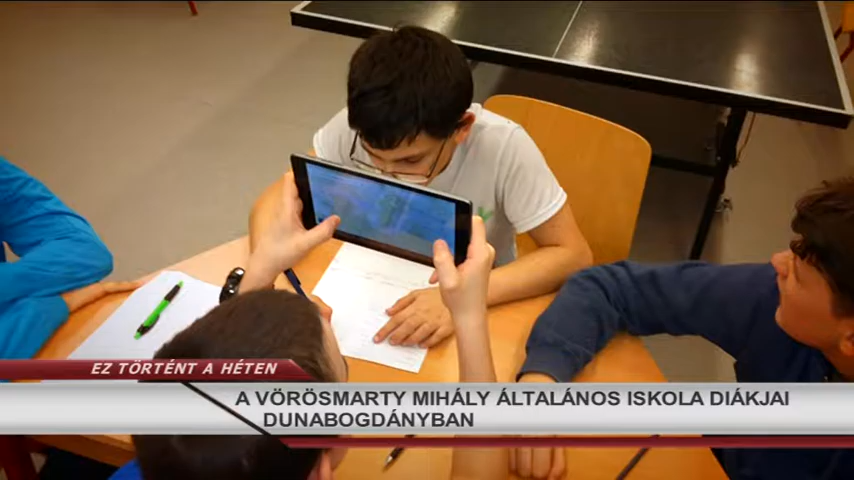 EZ TÖRTÉNT A HÉTEN
A VÖRÖSMARTY MIHÁLY ÁLTALÁNOS ISKOLA DIÁKJAI
DUNABOGDÁNYBAN